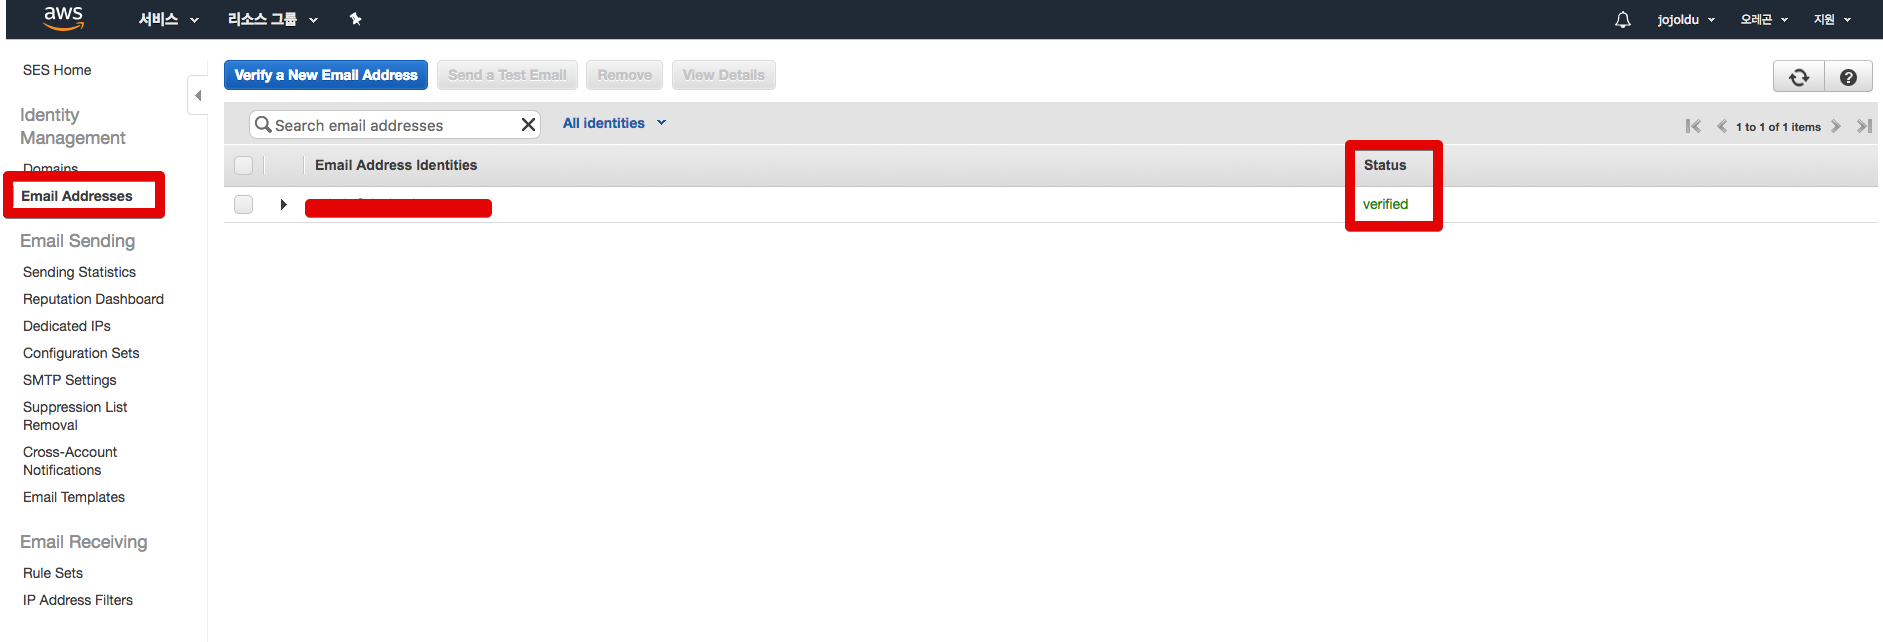 aws 서비스 리소스 그룹 jojoldu 오레곤 지원
SES Home
Identity
Management
Domains
Email Addresses
Email Sending
Sending Statistics
Reputation Dashboard
Dedicated IPs
Configuration Sets
SMTP Settings
Suppression List
Removal
Cross-Account
Notifications
Email Templates
Email Receiving
Rule Sets
IP Address Filters
Verify a New Email Address Send a Test Email Remove View Details
Search email addresses All identities 1 to 1 of 1 items
Email Address Identities Status
verified